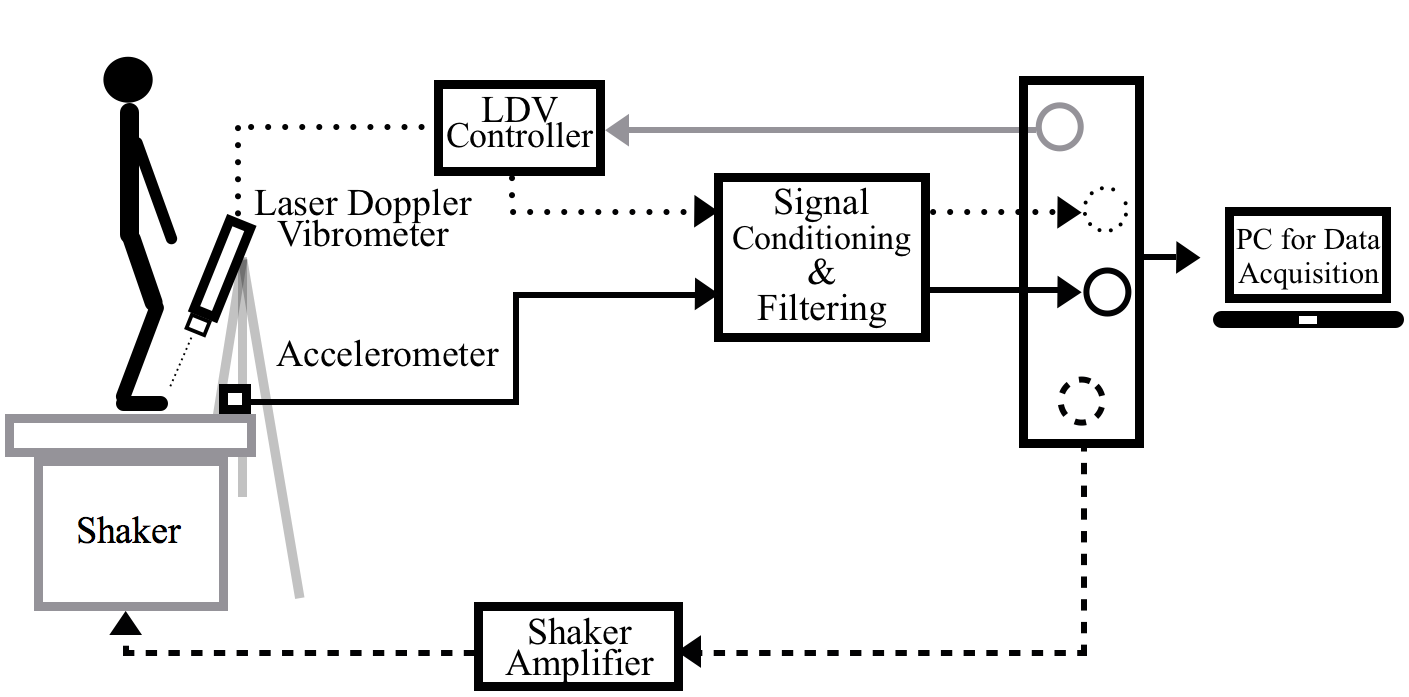 LDV
Controller
Laser Doppler
Vibrometer
Signal
Conditioning
&
Filtering
PC for Data
Acquisition
Accelerometer
Shaker
Shaker
Amplifier